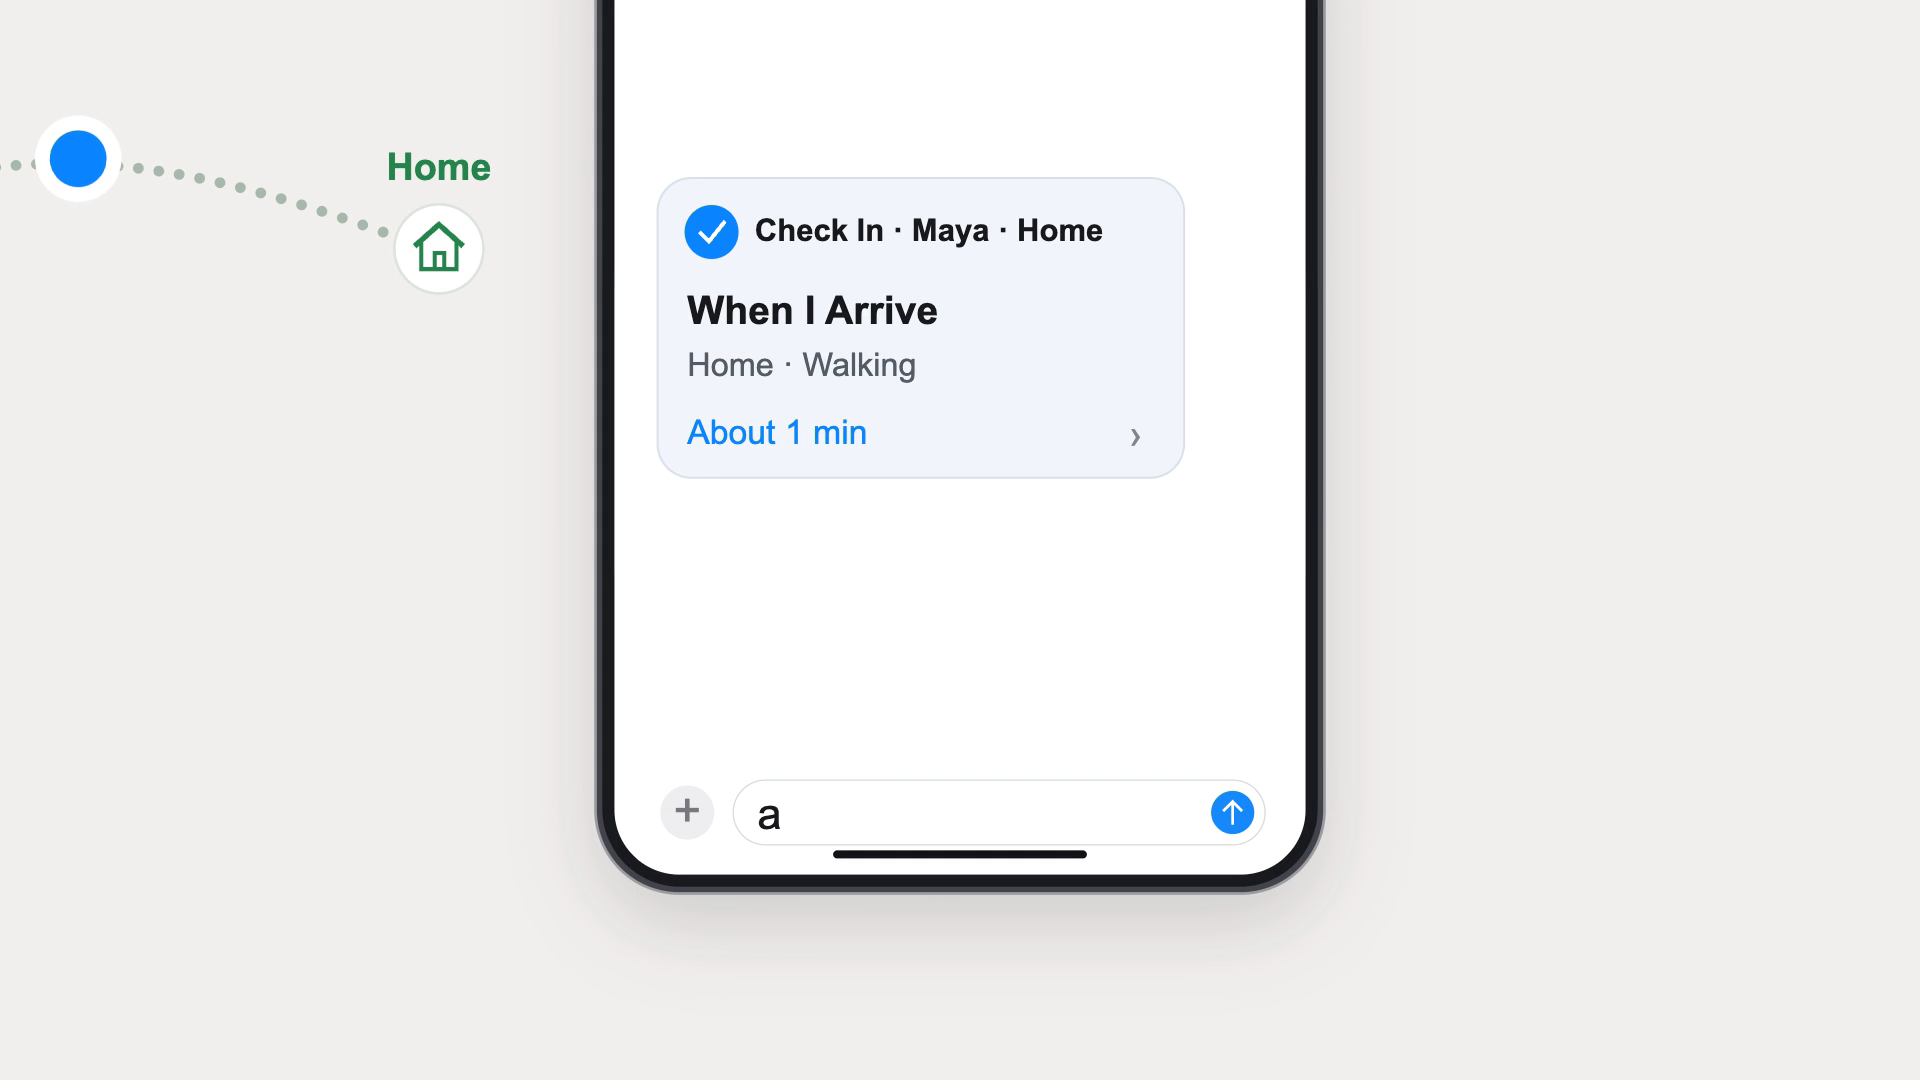 Home
Check In · Maya · Home
When I Arrive
Home · Walking
About 1 min
a